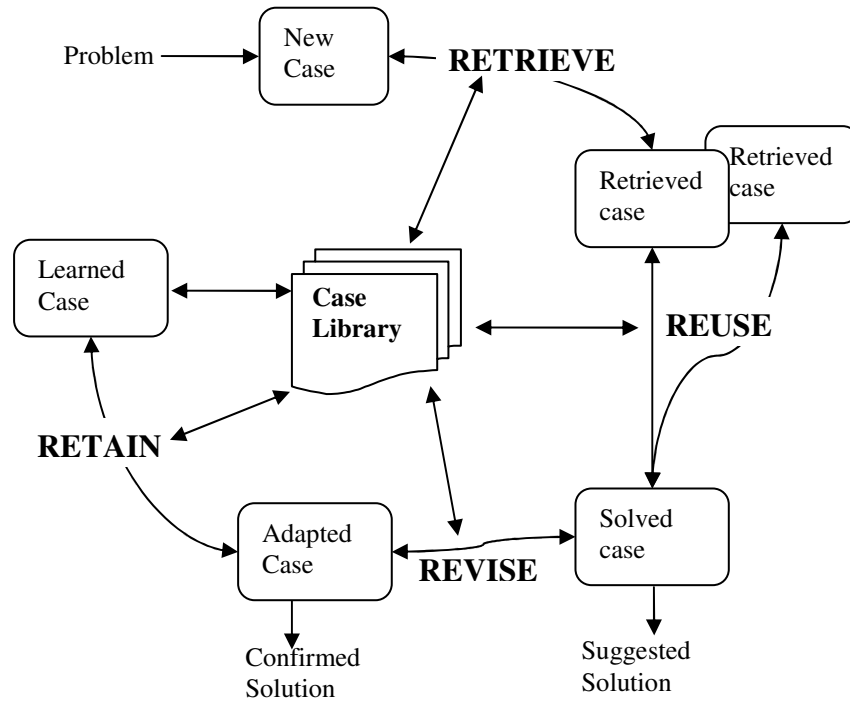 Problem
New
Case
RETRIEVE
Retrieved
case
Retrieved
case
Learned
Case
Case
Library
REUSE
RETAIN
Adapted
Case
REVISE
Solved
case
Confirmed
Solution
Suggested
Solution